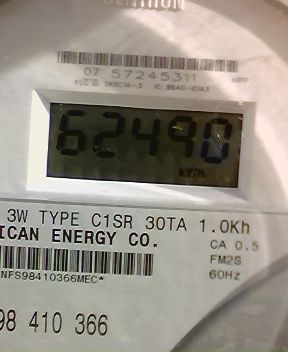 07 57245311
62490
kWh
3W TYPE C1SR 30TA 1.0Kh
ICAN ENERGY CO.
CA 0.5
FM2S
60Hz
NFS98410366MEC*
98 410 366